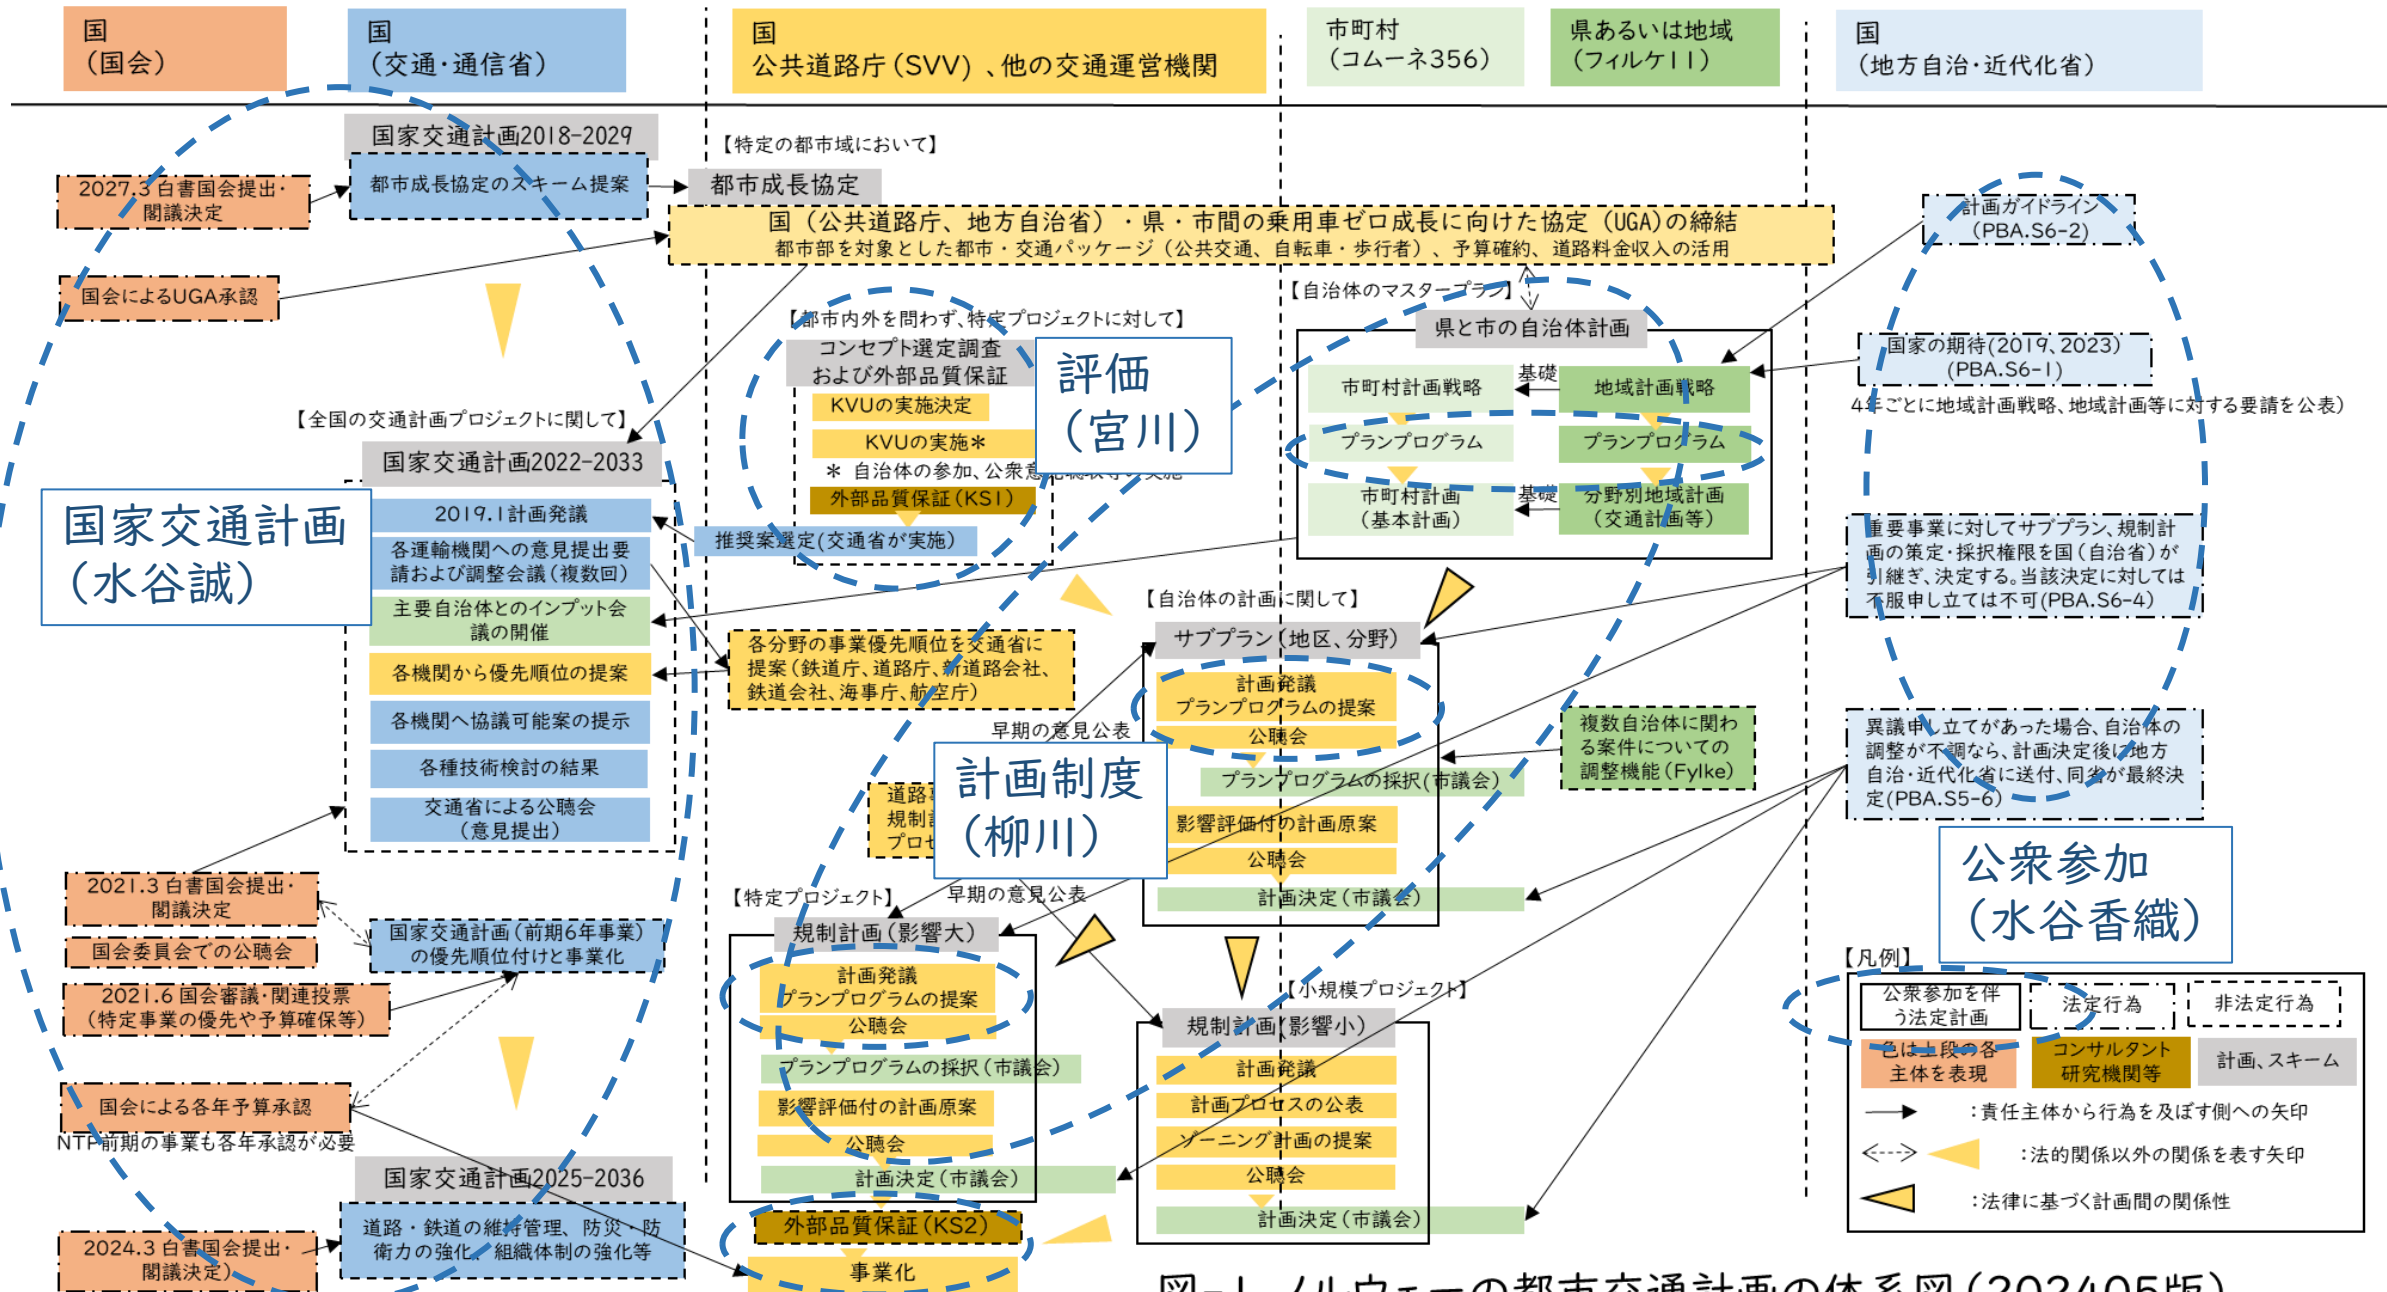 国
（国会）
国
（交通・通信省）
国
公共道路庁（SVV）、他の交通運営機関
市町村
（コムーネ356）
県あるいは地域
（フィルケ11）
国
（地方自治・近代化省）
国家交通計画2018-2029
【特定の都市域において】
2027.3 白書国会提出・
閣議決定
都市成長協定のスキーム提案
都市成長協定
国（公共道路庁、地方自治省）・県・市間の乗用車ゼロ成長に向けた協定（UGA）の締結
都市部を対象とした都市・交通パッケージ（公共交通、自転車・歩行者）、予算確約、道路料金収入の活用
計画ガイドライン
(PBA.S6-2)
国会によるUGA承認
【自治体のマスタープラン】
【都市内外を問わず、特定プロジェクトに対して】
県と市の自治体計画
コンセプト選定調査
および外部品質保証
KVUの実施決定
KVUの実施＊
＊ 自治体の参加、公衆意
外部品質保証（KS1）
推奨案選定(交通省が実施)
評価
（宮川）
市町村計画戦略
基礎
地域計画戦略
プランプログラム
プランプログラム
市町村計画
（基本計画）
基礎
分野別地域計画
（交通計画等）
国家の期待(2019、2023)
(PBA.S6-1)
4年ごとに地域計画戦略、地域計画等に対する要請を公表）
【全国の交通計画プロジェクトに関して】
国家交通計画2022-2033
国家交通計画
（水谷誠）
2019.1計画発議
各運輸機関への意見提出要
請および調整会議（複数回）
主要自治体とのインプット会
議の開催
各機関から優先順位の提案
各機関へ協議可能案の提示
各種技術検討の結果
交通省による公聴会
（意見提出）
各分野の事業優先順位を交通省に
提案（鉄道庁、道路庁、新道路会社、
鉄道会社、海事庁、航空庁）
重要事業に対してサブプラン、規制計
画の策定・採択権限を国（自治省）が
引継ぎ、決定する。当該決定に対しては
不服申し立ては不可(PBA.S6-4)
【自治体の計画に関して】
サブプラン（地区、分野）
計画発議
プランプログラムの提案
公聴会
プランプログラムの採択(市議会)
影響評価付の計画原案
公聴会
計画決定（市議会）
早期の意見公表
複数自治体に関わ
る案件についての
調整機能（Fylke）
異議申し立てがあった場合、自治体の
調整が不調なら、計画決定後に地方
自治・近代化省に送付、同省が最終決
定(PBA.S5-6)
計画制度
（柳川）
道路
規制
プロセ
公衆参加
（水谷香織）
2021.3 白書国会提出・
閣議決定
国会委員会での公聴会
2021.6 国会審議・関連投票
（特定事業の優先や予算確保等）
国家交通計画（前期6年事業）
の優先順位付けと事業化
国会による各年予算承認
NTP前期の事業も各年承認が必要
【特定プロジェクト】
早期の意見公表
規制計画（影響大）
計画発議
プランプログラムの提案
公聴会
プランプログラムの採択（市議会）
影響評価付の計画原案
公聴会
計画決定（市議会）
外部品質保証（KS2）
事業化
【小規模プロジェクト】
規制計画(影響小)
計画発議
計画プロセスの公表
ゾーニング計画の提案
公聴会
計画決定（市議会）
国家交通計画2025-2036
2024.3 白書国会提出・
閣議決定）
道路・鉄道の維持管理、防災・防
衛力の強化、組織体制の強化等
【凡例】
公衆参加を伴
う法定計画
法定行為
非法定行為
色は上段の各
主体を表現
コンサルタント
研究機関等
計画、スキーム
：責任主体から行為を及ぼす側への矢印
：法的関係以外の関係を表す矢印
：法律に基づく計画間の関係性
図-1 ノルウェーの都市交通計画の体系図（202405版）